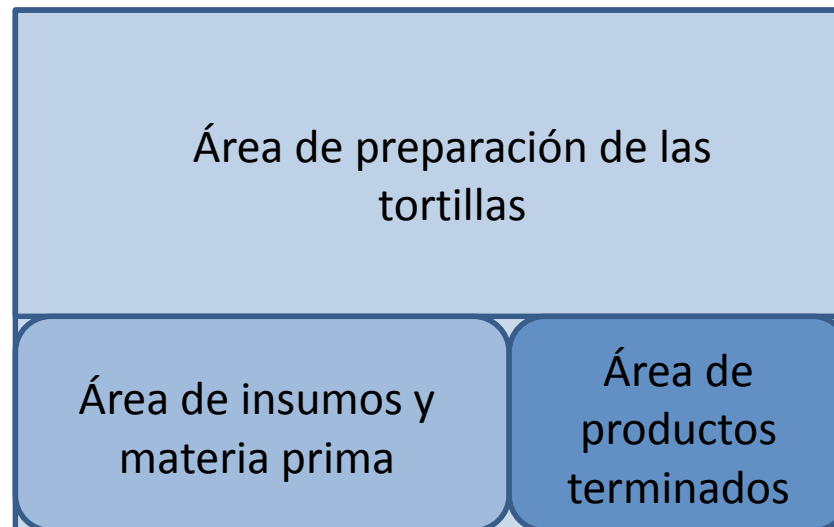 Área de preparación de las
tortillas
Área de insumos y
materia prima
Área de
productos
terminados